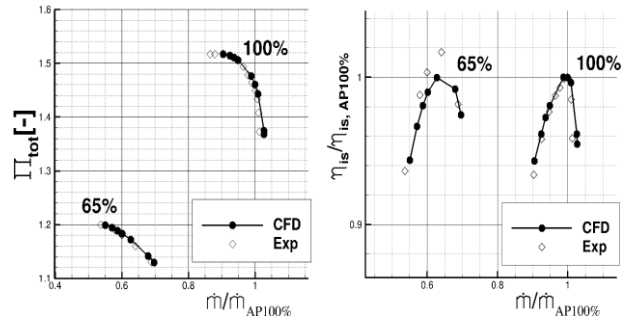 1.6
1.5
1.4
1.3
1.2
1.1
Π_tot[-]
100%
65%
CFD
Exp
0.4 0.6 0.8 1
ṁ/ṁ_AP100%
1
0.9
η_is/η_is, AP100%
65%
100%
CFD
Exp
0.6 0.8 1
ṁ/ṁ_AP100%